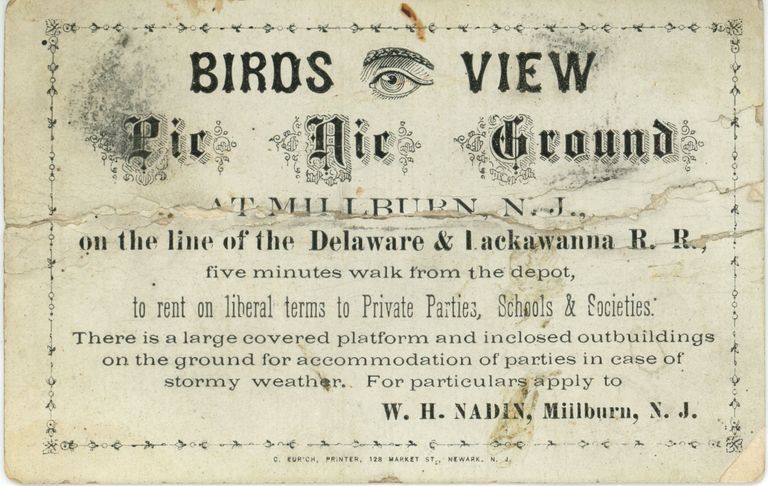 BIRDS VIEW
Pic Nic Ground
AT MILLBURN, N. J.,
on the line of the Delaware & Lackawanna R. R.,
five minutes walk from the depot,
to rent on liberal terms to Private Parties, Schools & Societies.
There is a large covered platform and inclosed outbuildings
on the ground for accommodation of parties in case of
stormy weather. For particulars apply to
W. H. NADIN, Millburn, N. J.
C. EURICH, PRINTER, 128 MARKET ST., NEWARK, N. J.